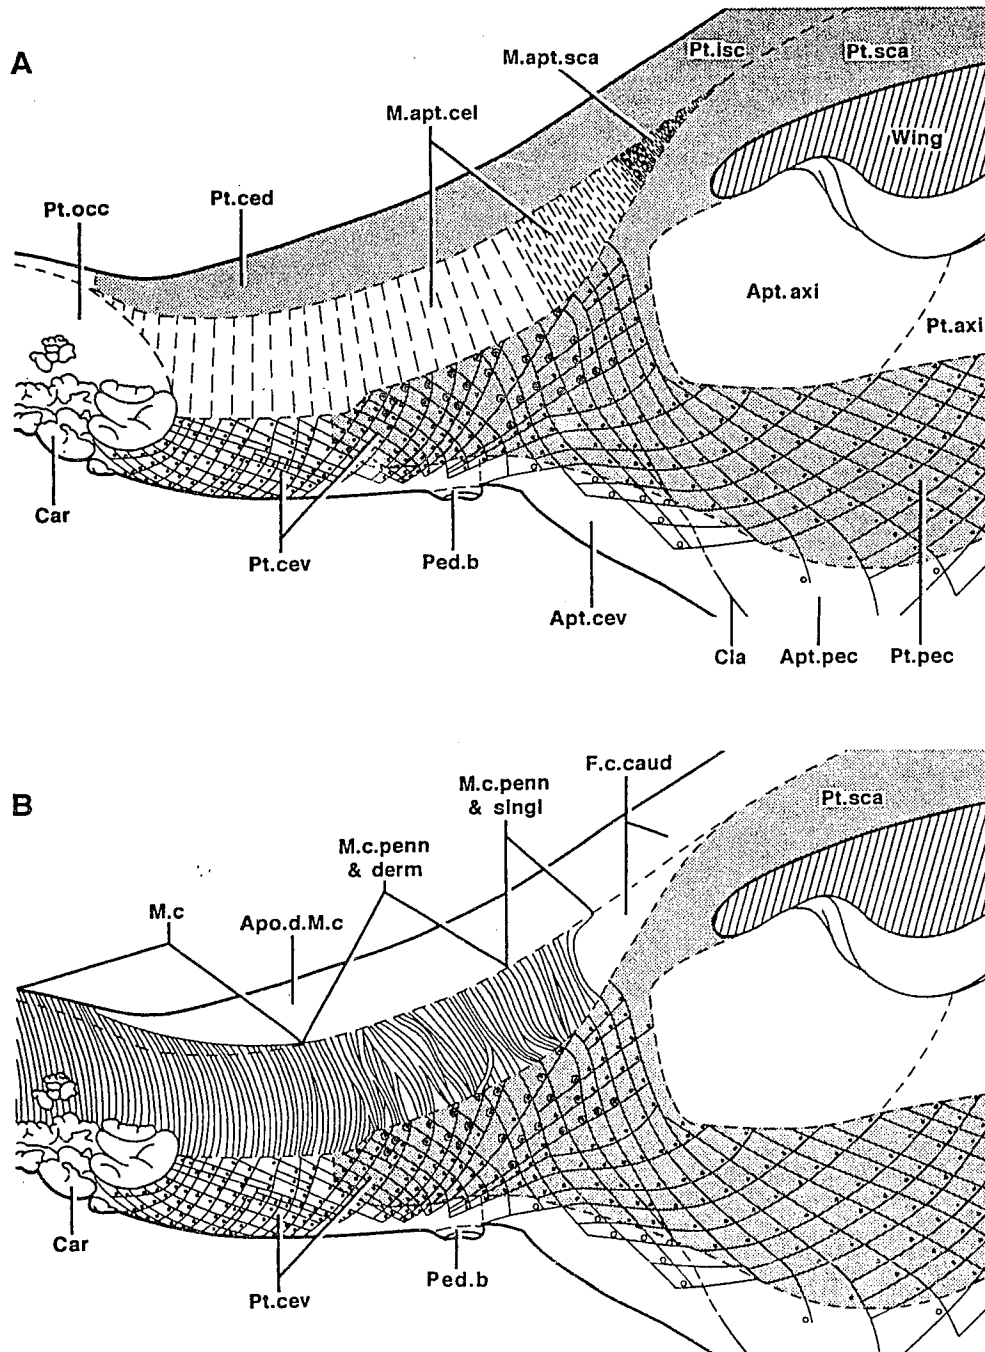 A
M.apt.sca
Pt.isc
Pt.sca
M.apt.cel
Wing
Pt.occ
Pt.ced
Apt.axi
Pt.axi
Car
Pt.cev
Ped.b
Apt.cev
Cla
Apt.pec
Pt.pec
B
F.c.caud
M.c.penn
& slngl
Pt.sca
M.c.penn
& derm
M.c
Apo.d.M.c
Car
Pt.cev
Ped.b